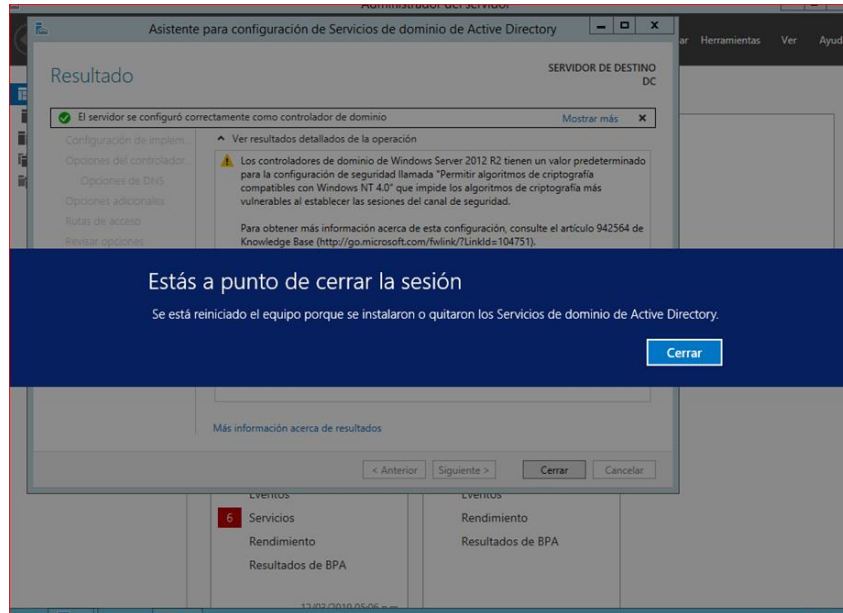 Administrador del servidor
Asistente para configuración de Servicios de dominio de Active Directory
Herramientas Ver
Resultado
SERVIDOR DE DESTINO
DC
El servidor se configuró correctamente como controlador de dominio
Mostrar más
Configuración de implem...
Opciones del controlador...
Opciones de DNS
Opciones adicionales
Rutas de acceso
Revisar opciones
Ver resultados detallados de la operación
Los controladores de dominio de Windows Server 2012 R2 tienen un valor predeterminado
para la configuración de seguridad llamada "Permitir algoritmos de criptografía
compatibles con Windows NT 4.0" que impide los algoritmos de criptografía más
vulnerables al establecer las sesiones del canal de seguridad.
Para obtener más información acerca de esta configuración, consulte el artículo 942564 de
Knowledge Base (http://go.microsoft.com/fwlink/?LinkId=104751).
Estás a punto de cerrar la sesión
Se está reiniciado el equipo porque se instalaron o quitaron los Servicios de dominio de Active Directory.
Cerrar
Más información acerca de resultados
< Anterior
Siguiente >
Cerrar
Cancelar
Eventos
6 Servicios
Rendimiento
Resultados de BPA
Eventos
Rendimiento
Resultados de BPA
12/03/2019 05:06 p.m.